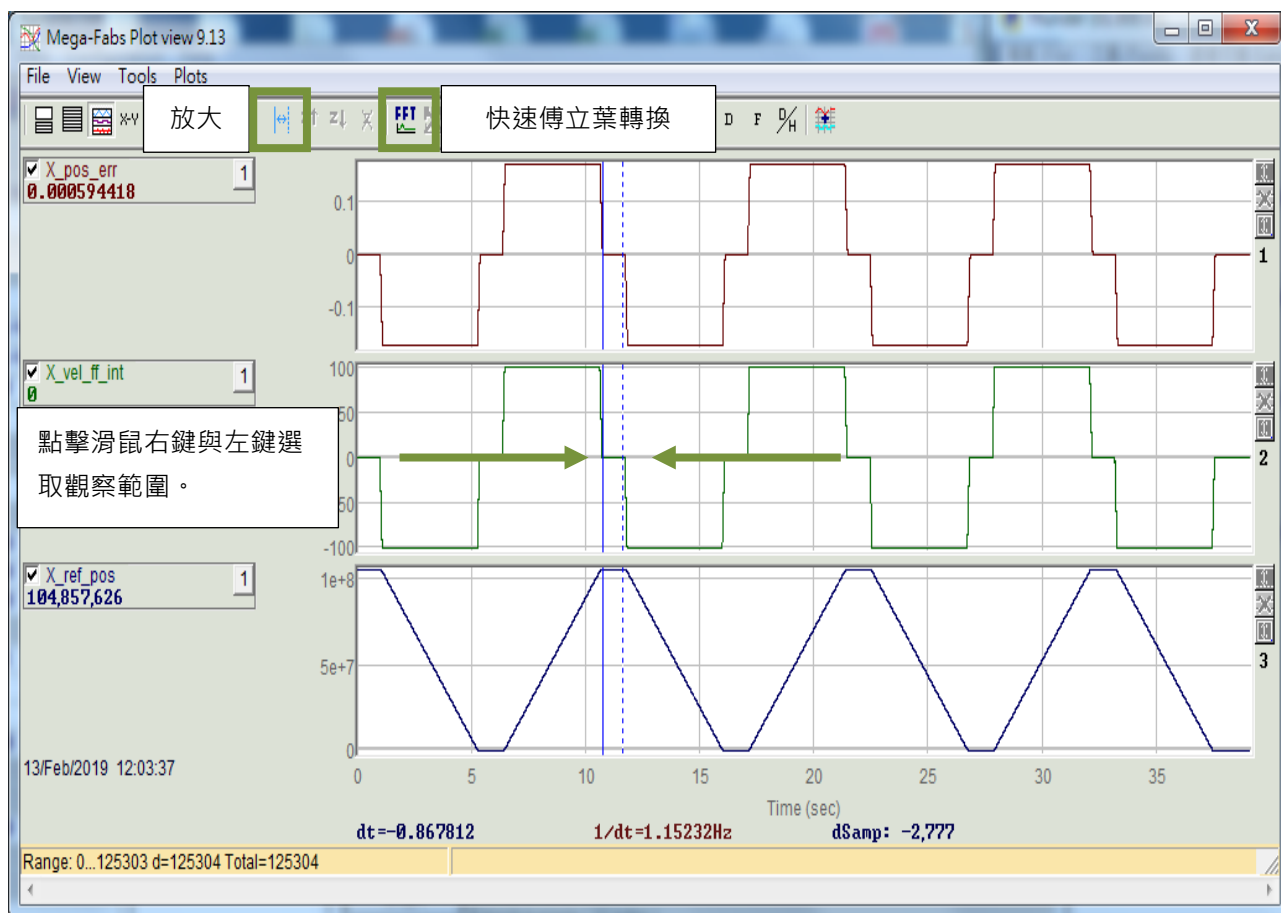 Mega-Fabs Plot view 9.13
File View Tools Plots
X-Y 放大 Z↓ FFT 快速傅立葉轉換 D F D/H
X_pos_err 1
0.000594418
0.1
0
-0.1
1
X_vel_ff_int 1
0
100
50
0
50
-100
2
點擊滑鼠右鍵與左鍵選
取觀察範圍。
X_ref_pos 1
104,857,626
1e+8
5e+7
0
3
13/Feb/2019 12:03:37
0 5 10 15 20 25 30 35
Time (sec)
dt=-0.867812 1/dt=1.15232Hz dSamp: -2,777
Range: 0...125303 d=125304 Total=125304